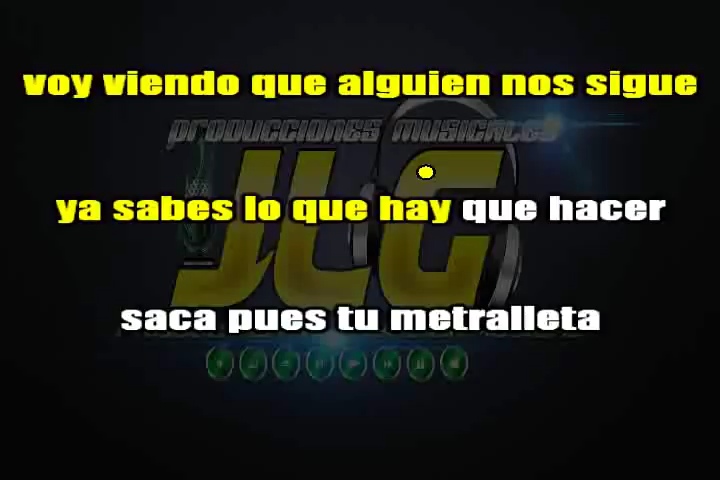 voy viendo que alguien nos sigue
PRODUCCIONES MUSICALES
JLG
ya sabes lo que hay que hacer
saca pues tu metralleta